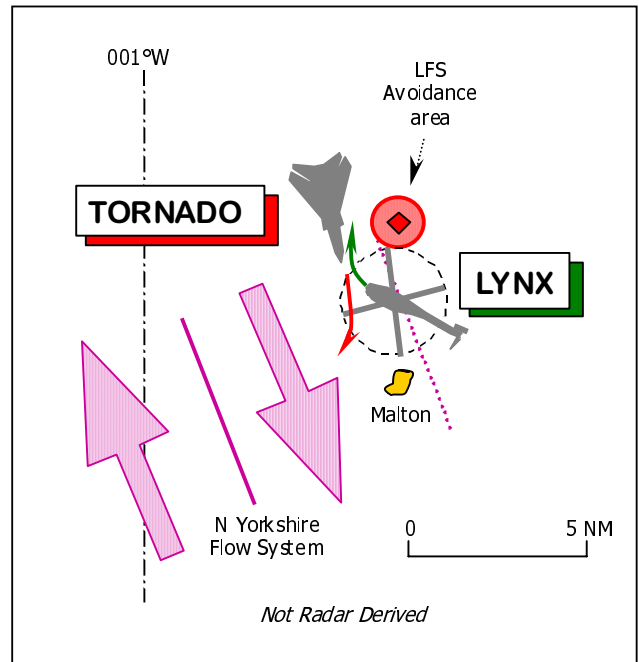 001°W
LFS
Avoidance
area
TORNADO
LYNX
Malton
N Yorkshire
Flow System
0 5 NM
Not Radar Derived